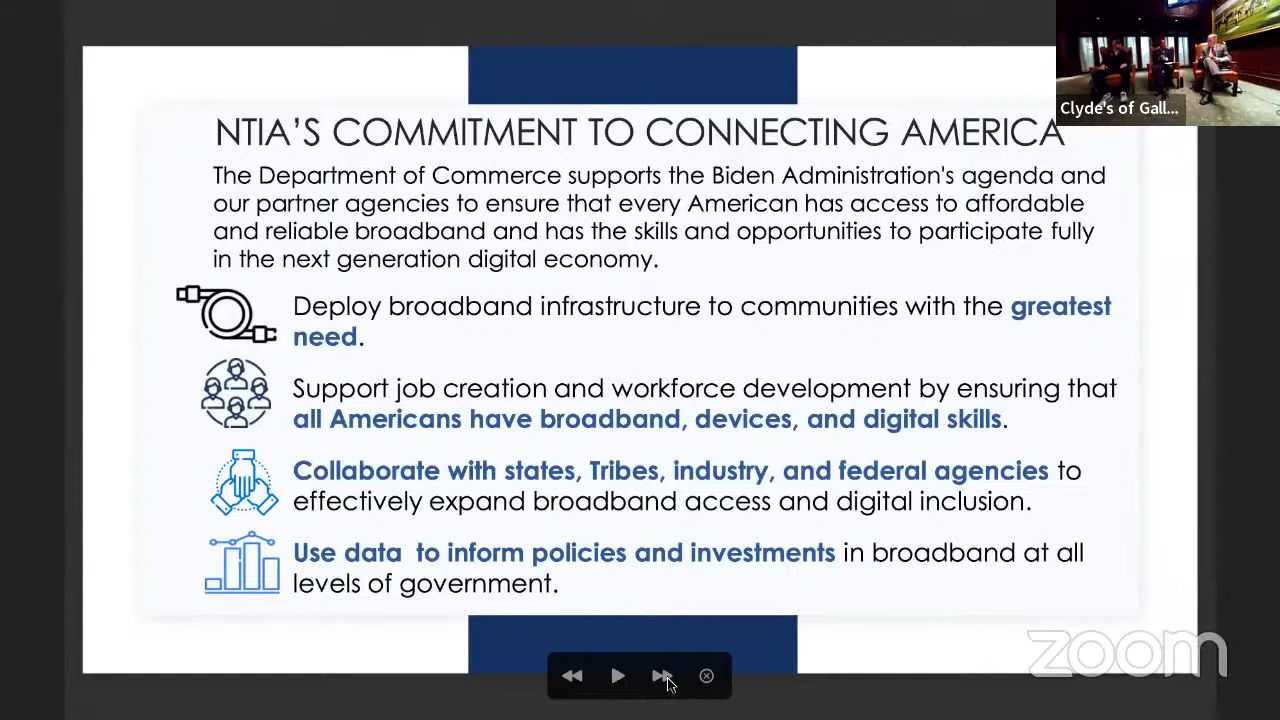 Clyde's of Gall...
NTIA'S COMMITMENT TO CONNECTING AMERICA
The Department of Commerce supports the Biden Administration's agenda and
our partner agencies to ensure that every American has access to affordable
and reliable broadband and has the skills and opportunities to participate fully
in the next generation digital economy.
Deploy broadband infrastructure to communities with the greatest
need.
Support job creation and workforce development by ensuring that
all Americans have broadband, devices, and digital skills.
Collaborate with states, Tribes, industry, and federal agencies to
effectively expand broadband access and digital inclusion.
Use data  to inform policies and investments in broadband at all
levels of government.
zoom